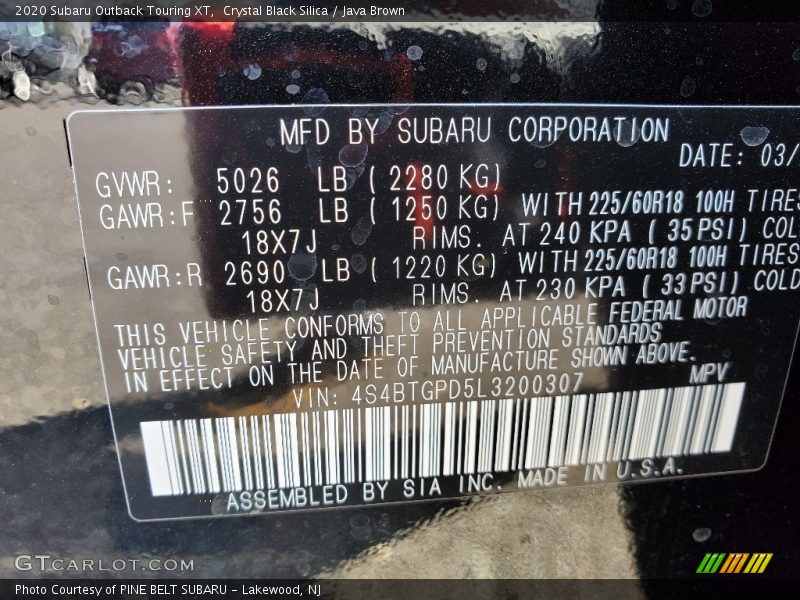 2020 Subaru Outback Touring XT, Crystal Black Silica / Java Brown
MFD BY SUBARU CORPORATION
DATE: 03/
GVWR: 5026 LB ( 2280 KG)
GAWR:F 2756 LB ( 1250 KG) WITH 225/60R18 100H TIRES
18X7J RIMS. AT 240 KPA ( 35 PSI) COL
GAWR:R 2690 LB ( 1220 KG) WITH 225/60R18 100H TIRES
18X7J RIMS. AT 230 KPA ( 33 PSI) COLD
THIS VEHICLE CONFORMS TO ALL APPLICABLE FEDERAL MOTOR
VEHICLE SAFETY AND THEFT PREVENTION STANDARDS
IN EFFECT ON THE DATE OF MANUFACTURE SHOWN ABOVE.
VIN: 4S4BTGPD5L3200307 MPV
ASSEMBLED BY SIA INC. MADE IN U.S.A.
GTCARLOT.COM
Photo Courtesy of PINE BELT SUBARU – Lakewood, NJ